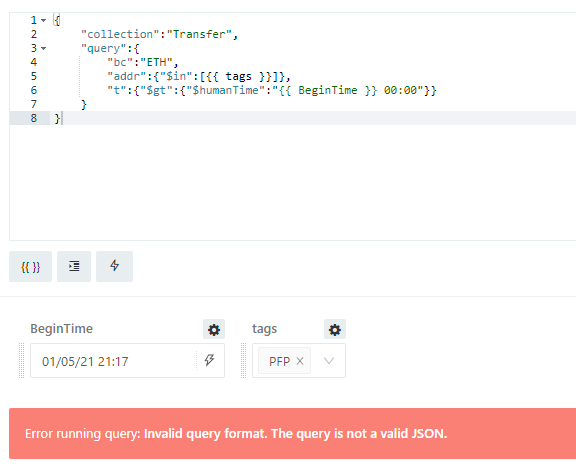 1 {
2 "collection":"Transfer",
3 "query":{
4 "bc":"ETH",
5 "addr":{"$in":[{{ tags }}]},
6 "t":{"$gt":{"$humanTime":"{{ BeginTime }} 00:00"}}
7 }
8 }
{{ }}
BeginTime tags
01/05/21 21:17 PFP X
Error running query: Invalid query format. The query is not a valid JSON.